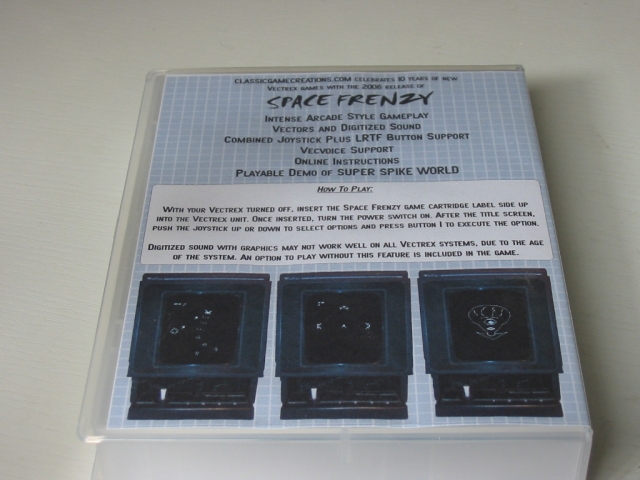 ClassicGameCreations.com celebrates 10 years of new
Vectrex games with the 2006 release of
SPACE FRENZY
Intense Arcade Style Gameplay
Vectors and Digitized Sound
Combined Joystick Plus LRTF Button Support
VecVoice Support
Online Instructions
Playable Demo of SUPER SPIKE WORLD
How To Play:
With your Vectrex turned off, insert the Space Frenzy game cartridge label side up
into the Vectrex unit. Once inserted, turn the power switch on. After the title screen,
push the joystick up or down to select options and press button 1 to execute the option.
Digitized sound with graphics may not work well on all Vectrex systems, due to the age
of the system. An option to play without this feature is included in the game.